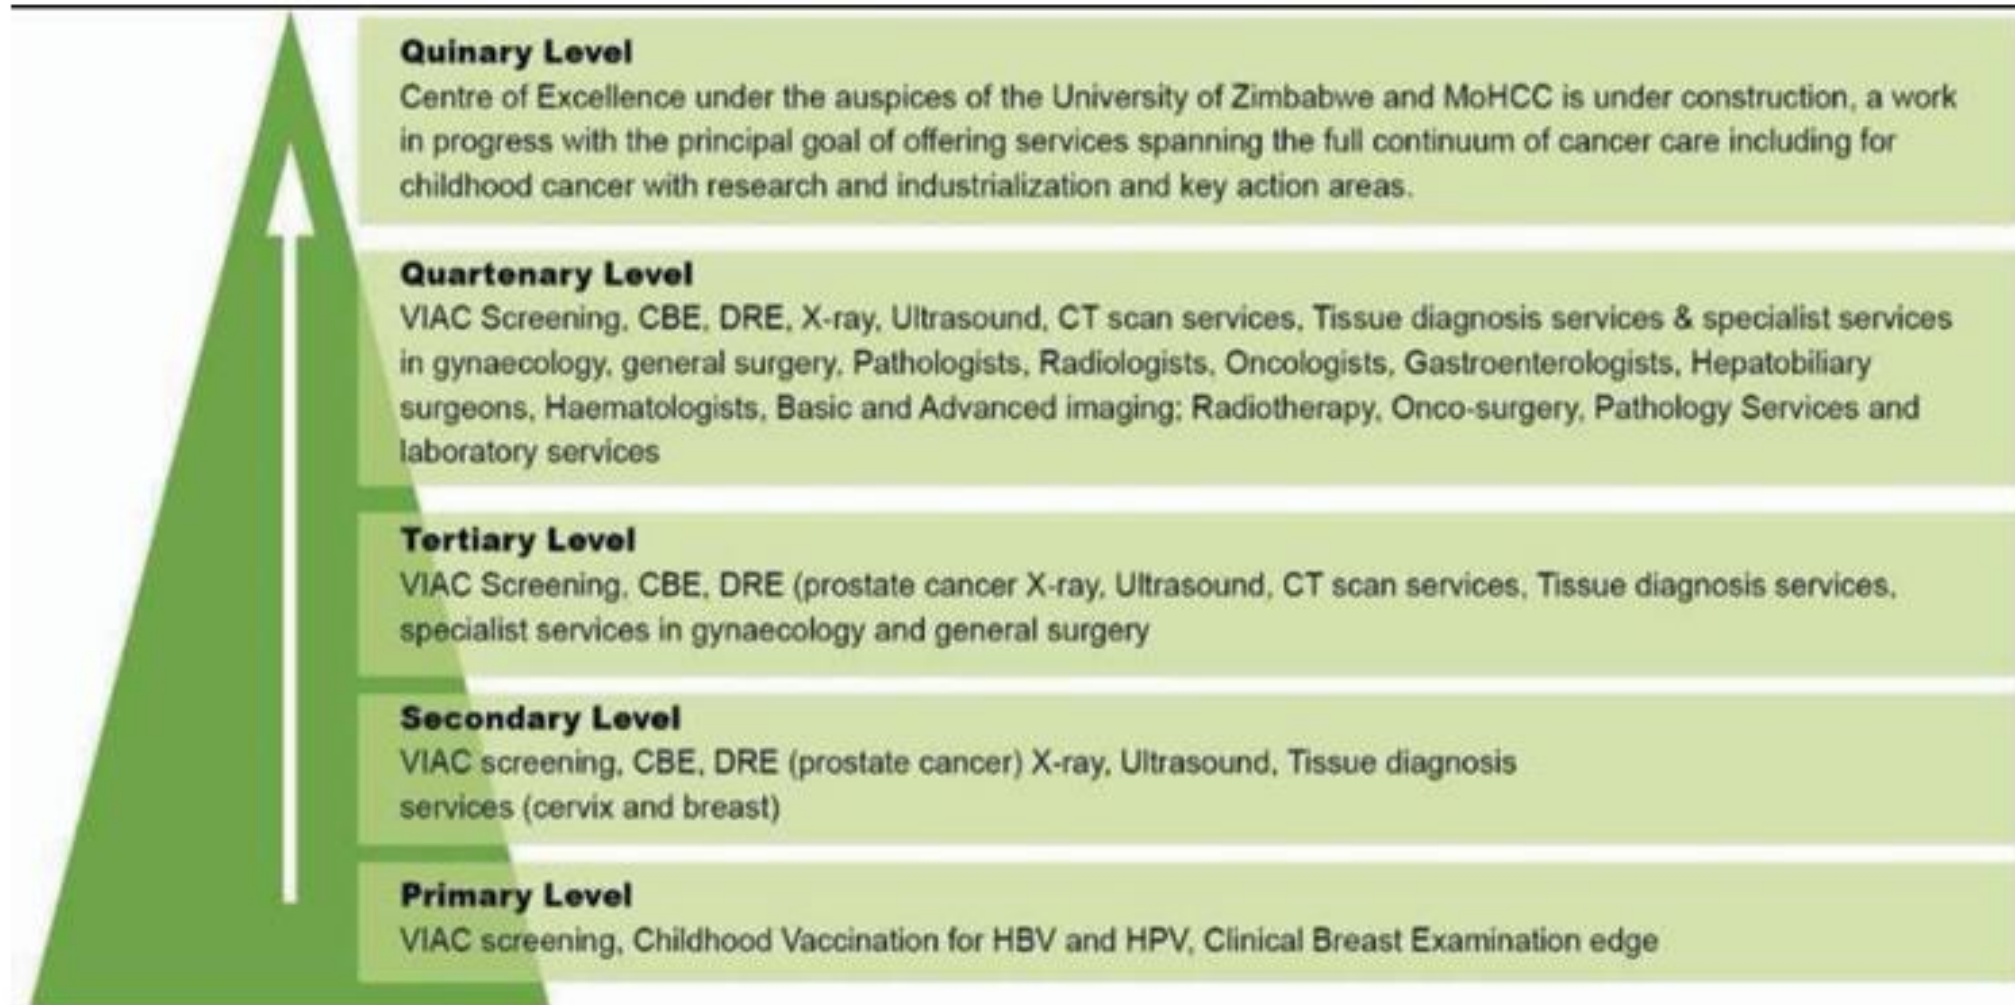 Quinary Level
Centre of Excellence under the auspices of the University of Zimbabwe and MoHCC is under construction, a work
in progress with the principal goal of offering services spanning the full continuum of cancer care including for
childhood cancer with research and industrialization and key action areas.
Quartenary Level
VIAC Screening, CBE, DRE, X-ray, Ultrasound, CT scan services, Tissue diagnosis services & specialist services
in gynaecology, general surgery, Pathologists, Radiologists, Oncologists, Gastroenterologists, Hepatobiliary
surgeons, Haematologists, Basic and Advanced imaging; Radiotherapy, Onco-surgery, Pathology Services and
laboratory services
Tertiary Level
VIAC Screening, CBE, DRE (prostate cancer X-ray, Ultrasound, CT scan services, Tissue diagnosis services,
specialist services in gynaecology and general surgery
Secondary Level
VIAC screening, CBE, DRE (prostate cancer) X-ray, Ultrasound, Tissue diagnosis
services (cervix and breast)
Primary Level
VIAC screening, Childhood Vaccination for HBV and HPV, Clinical Breast Examination edge